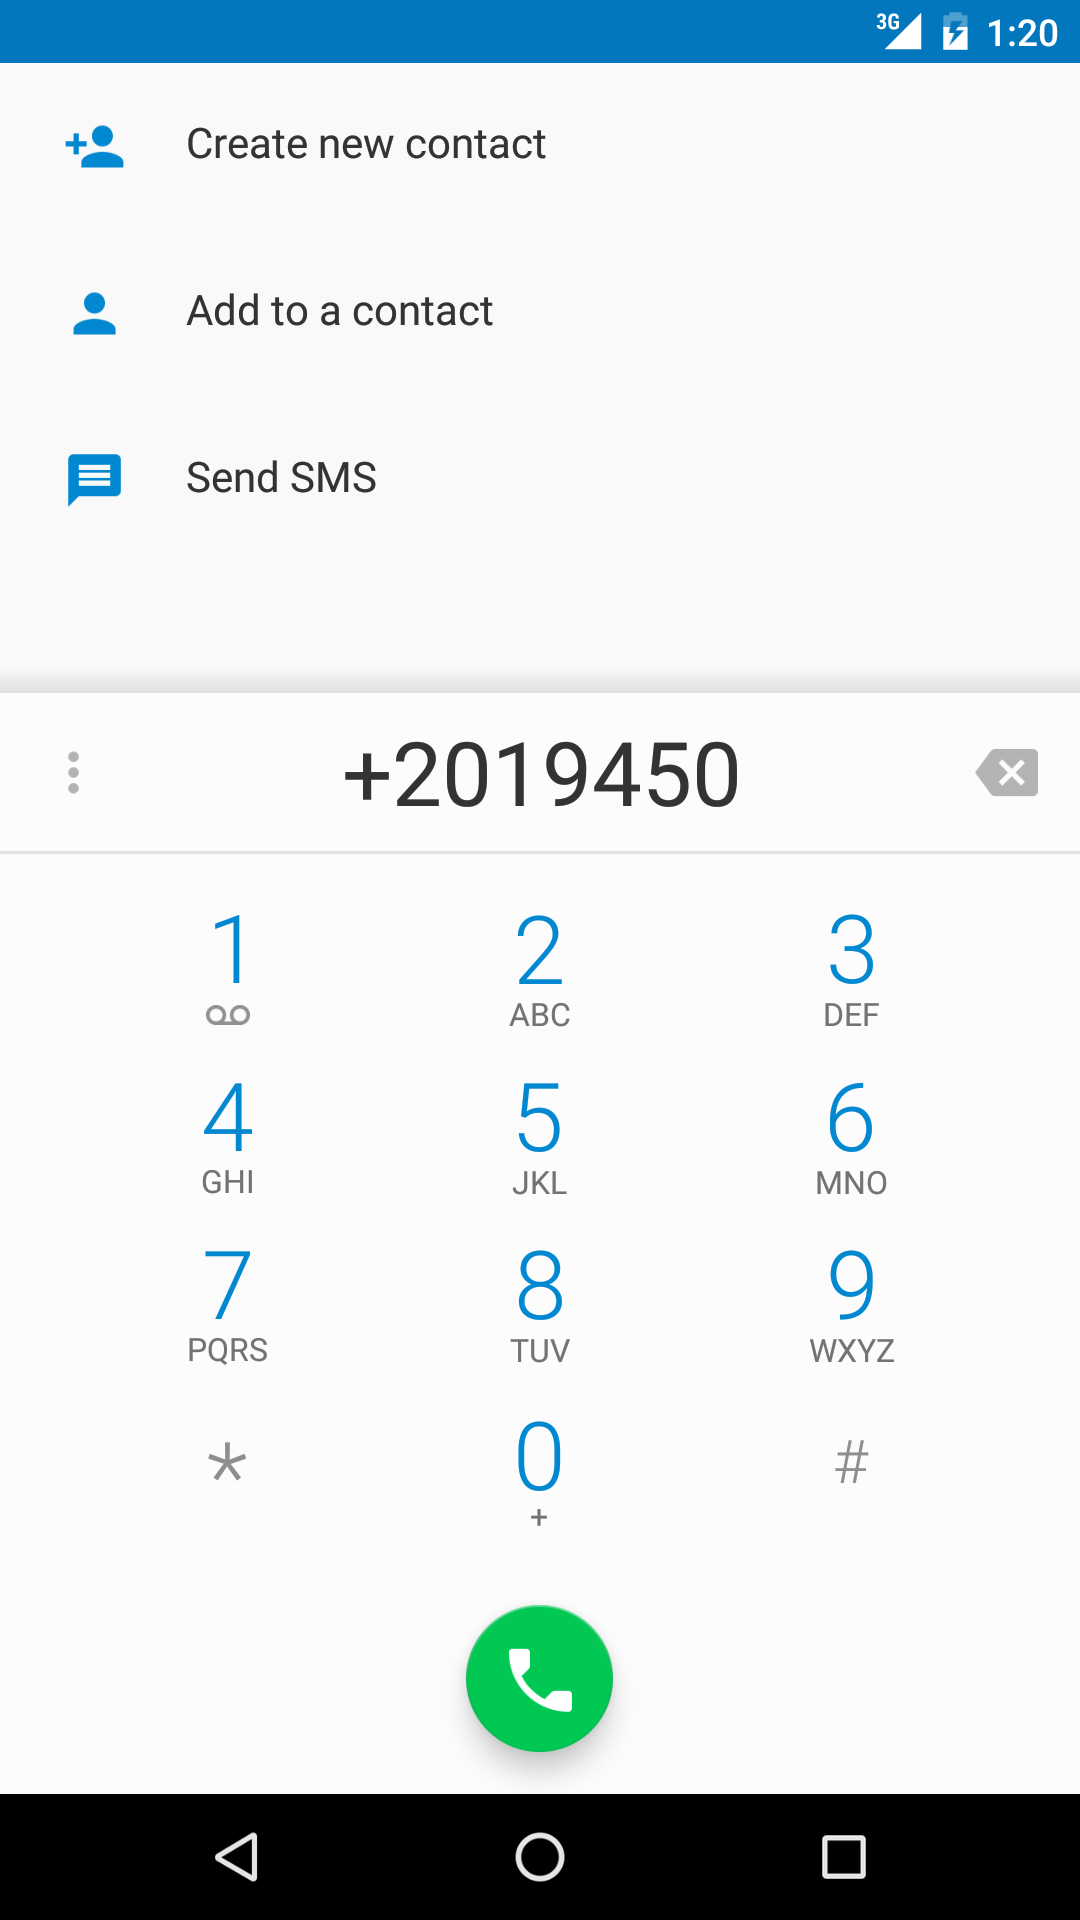 3G 1:20
Create new contact
Add to a contact
Send SMS
+2019450
1 2 3
ABC DEF
4 5 6
GHI JKL MNO
7 8 9
PQRS TUV WXYZ
* 0 #
+